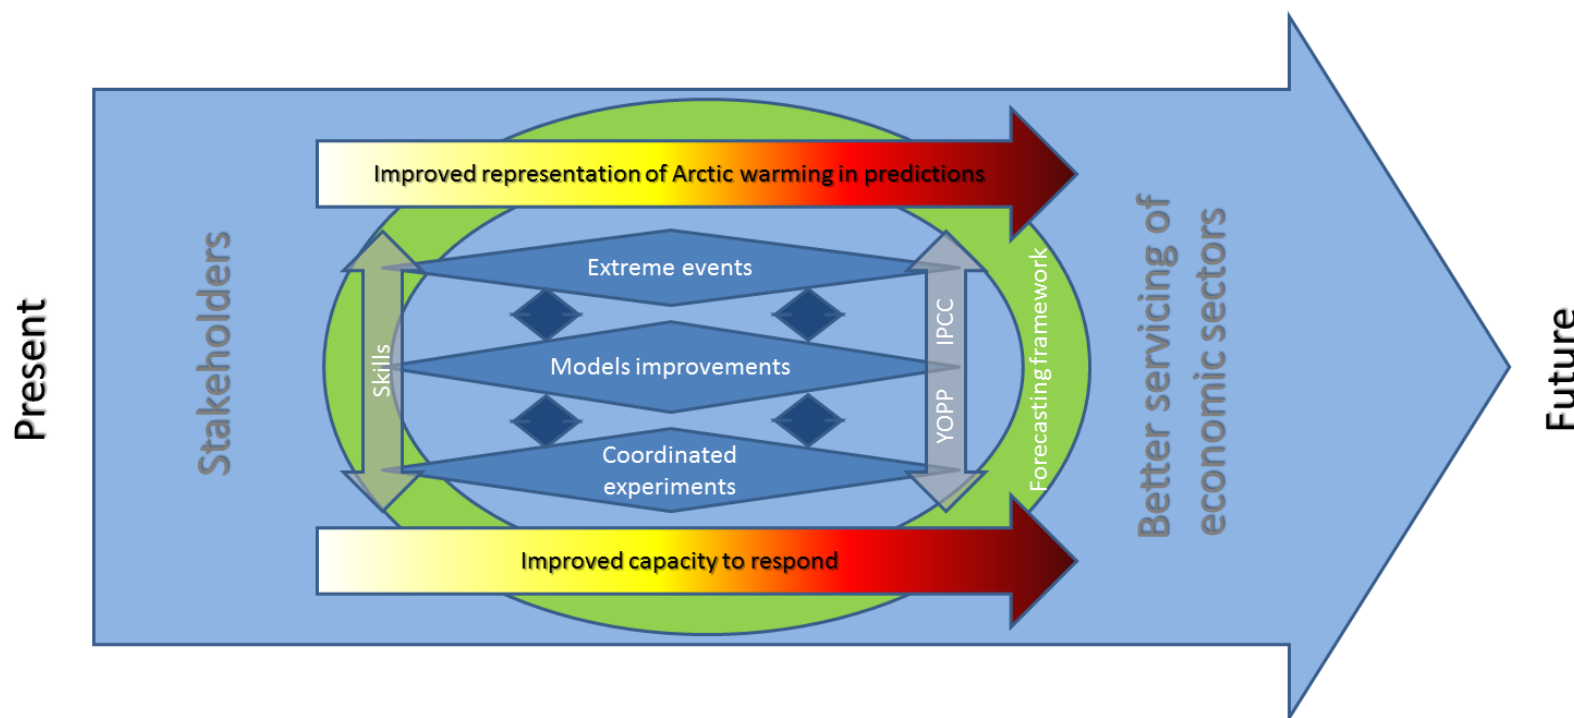 Present
Stakeholders
Improved representation of Arctic warming in predictions
Skills
Extreme events
Models improvements
Coordinated
experiments
YOPP IPCC
Forecasting framework
Improved capacity to respond
Better servicing of
economic sectors
Future